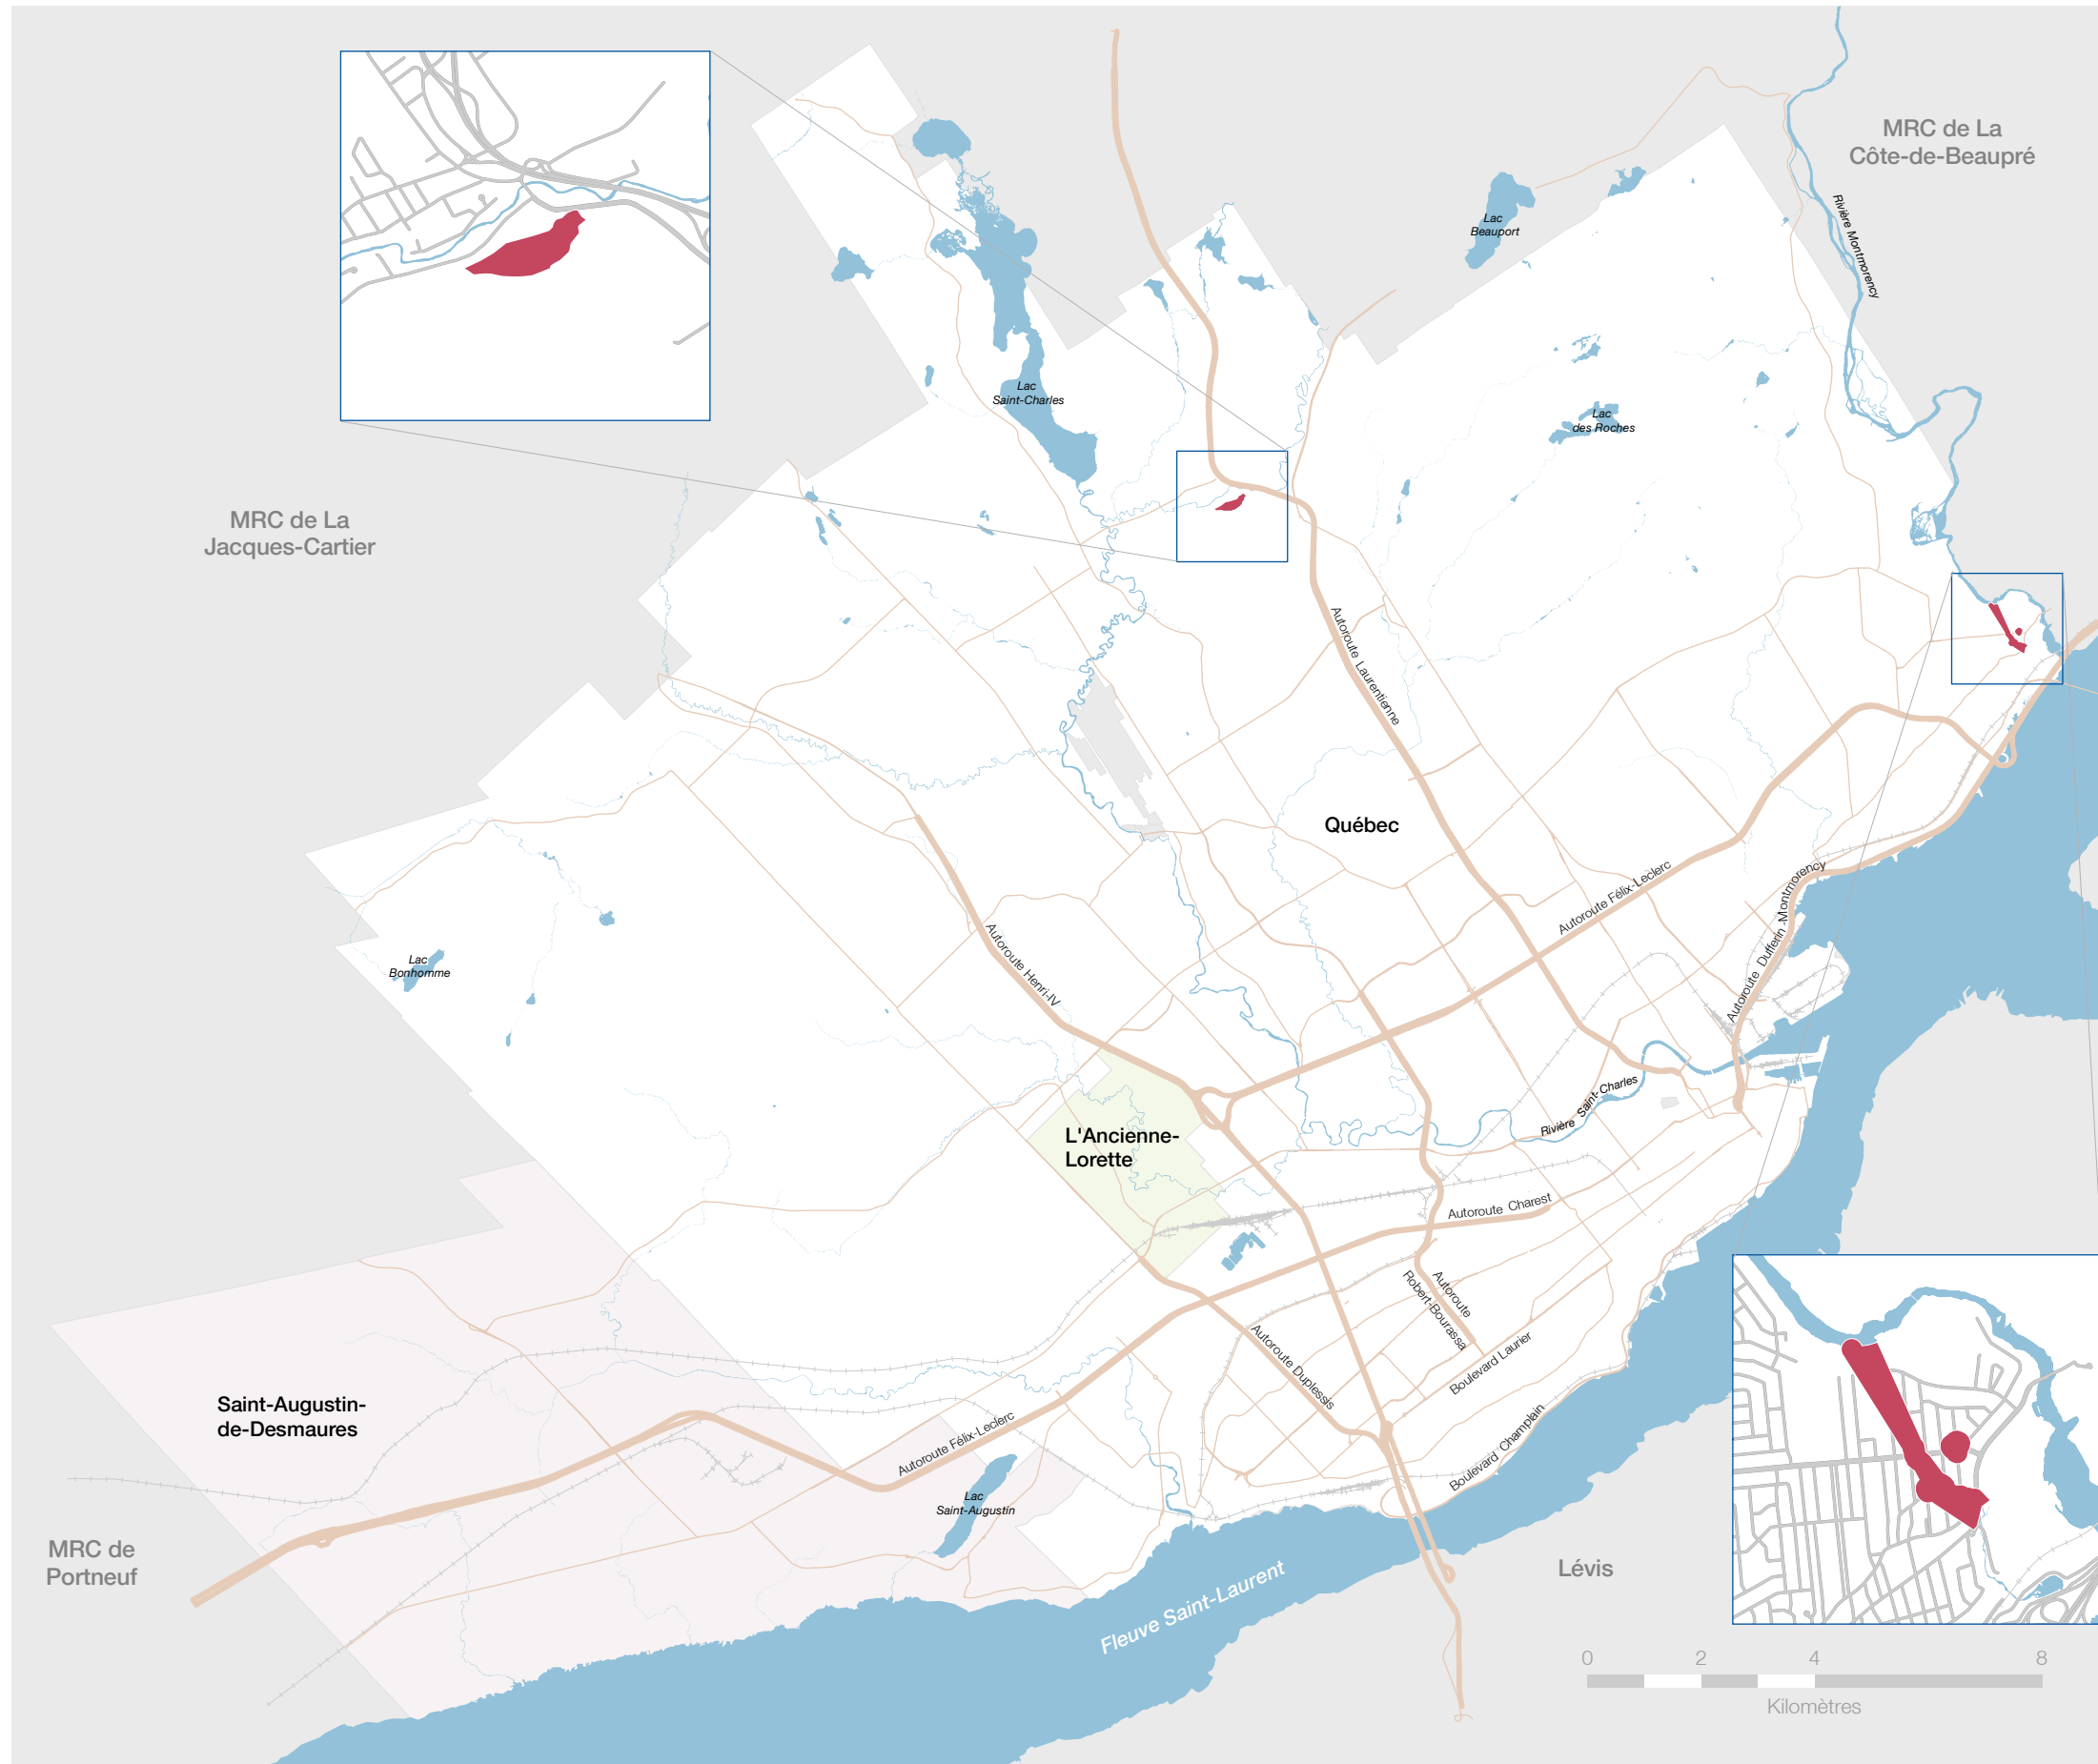 MRC de La
Côte-de-Beaupré
Rivière Montmorency
Lac
Beauport
Lac
Saint-Charles
Lac
des Roches
MRC de La
Jacques-Cartier
Autoroute Laurentienne
Québec
Autoroute Félix-Leclerc
Autoroute Dufferin-Montmorency
Lac
Bonhomme
Autoroute Henri-IV
Rivière Saint-Charles
L'Ancienne-
Lorette
Autoroute Charest
Autoroute
Robert-Bourassa
Autoroute Duplessis
Boulevard Laurier
Boulevard Champlain
Saint-Augustin-
de-Desmaures
Autoroute Félix-Leclerc
Lac
Saint-Augustin
MRC de
Portneuf
Lévis
Fleuve Saint-Laurent
0 2 4 8
Kilomètres